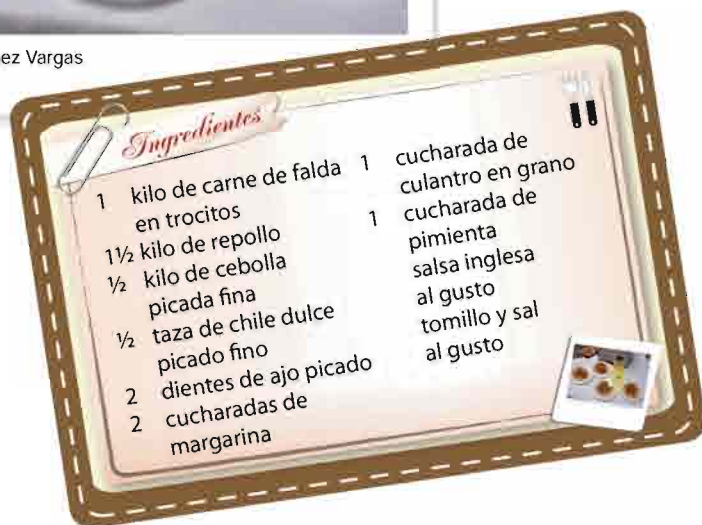 ez Vargas
Ingredientes
1 kilo de carne de falda
en trocitos
1½ kilo de repollo
½ kilo de cebolla
picada fina
½ taza de chile dulce
picado fino
2 dientes de ajo picado
2 cucharadas de
margarina
1 cucharada de
culantro en grano
1 cucharada de
pimienta
salsa inglesa
al gusto
tomillo y sal
al gusto